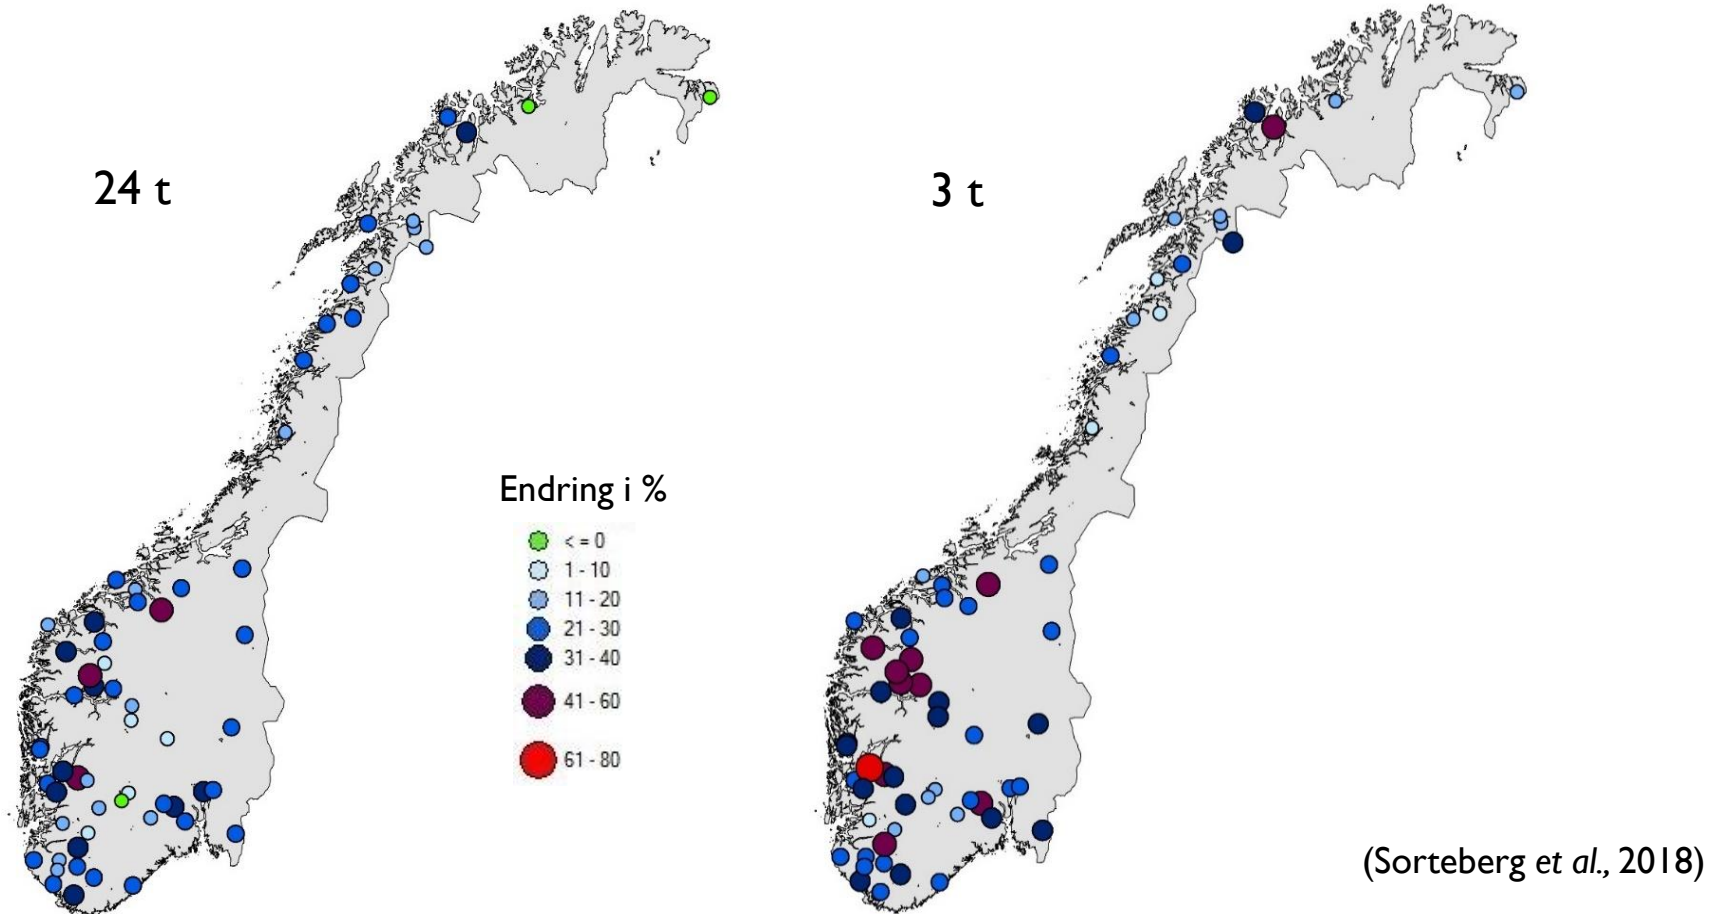 24 t
3 t
Endring i %
< = 0
1 - 10
11 - 20
21 - 30
31 - 40
41 - 60
61 - 80
(Sorteberg et al., 2018)